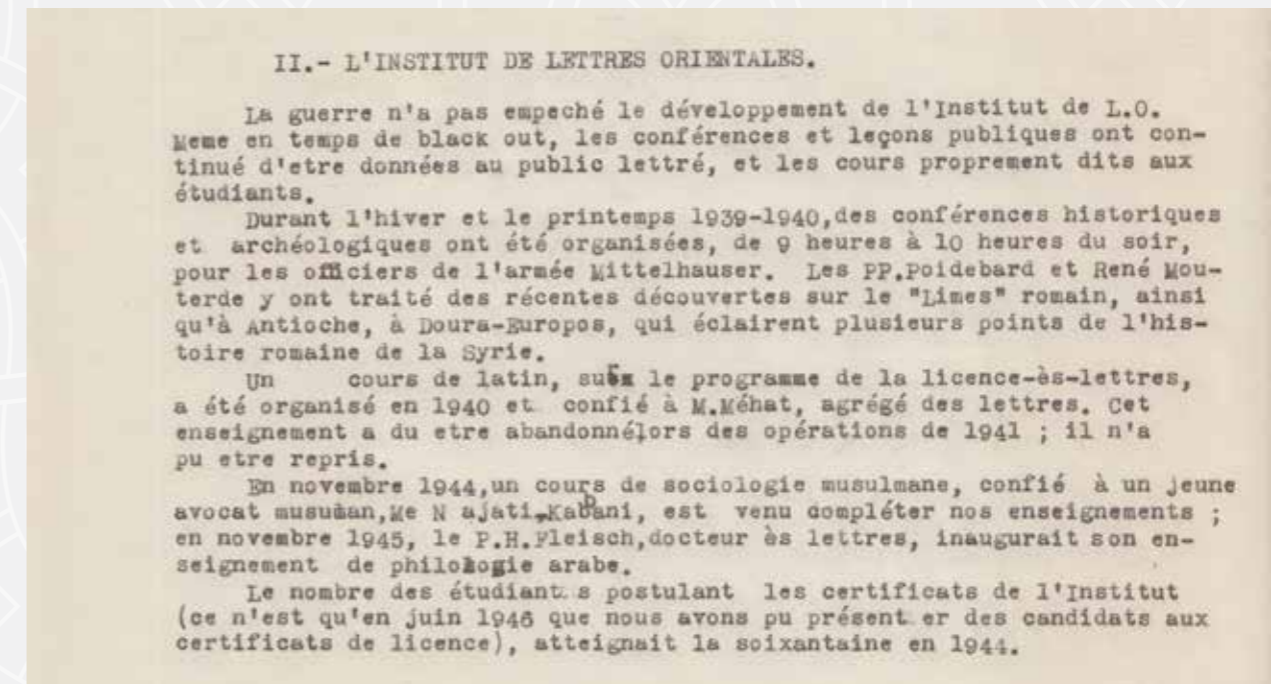 II.- L'INSTITUT DE LETTRES ORIENTALES.
La guerre n'a pas empeché le développement de l'Institut de L.O.
Meme en temps de black out, les conférences et leçons publiques ont con-
tinué d'etre données au public lettré, et les cours proprement dits aux
étudiants.
Durant l'hiver et le printemps 1939-1940,des conférences historiques
et archéologiques ont été organisées, de 9 heures à 10 heures du soir,
pour les officiers de l'armée Mittelhauser. Les PP.Poidebard et René Mou-
terde y ont traité des récentes découvertes sur le "Limes" romain, ainsi
qu'à Antioche, à Doura-Europos, qui éclairent plusieurs points de l'his-
toire romaine de la Syrie.
Un cours de latin, le programme de la licence-ès-lettres,
a été organisé en 1940 et confié à M.Méhat, agrégé des lettres. Cet
enseignement a du etre abandonnélors des opérations de 1941 ; il n'a
pu etre repris.
En novembre 1944,un cours de sociologie musulmane, confié à un jeune
avocat Me N ajati Kabbani, est venu compléter nos enseignements ;
en novembre 1945, le P.H.Fleisch,docteur ès lettres, inaugurait son en-
seignement de philologie arabe.
Le nombre des étudiant s postulant les certificats de l'Institut
(ce n'est qu'en juin 1946 que nous avons pu présent er des candidats aux
certificats de licence), atteignait la soixantaine en 1944.